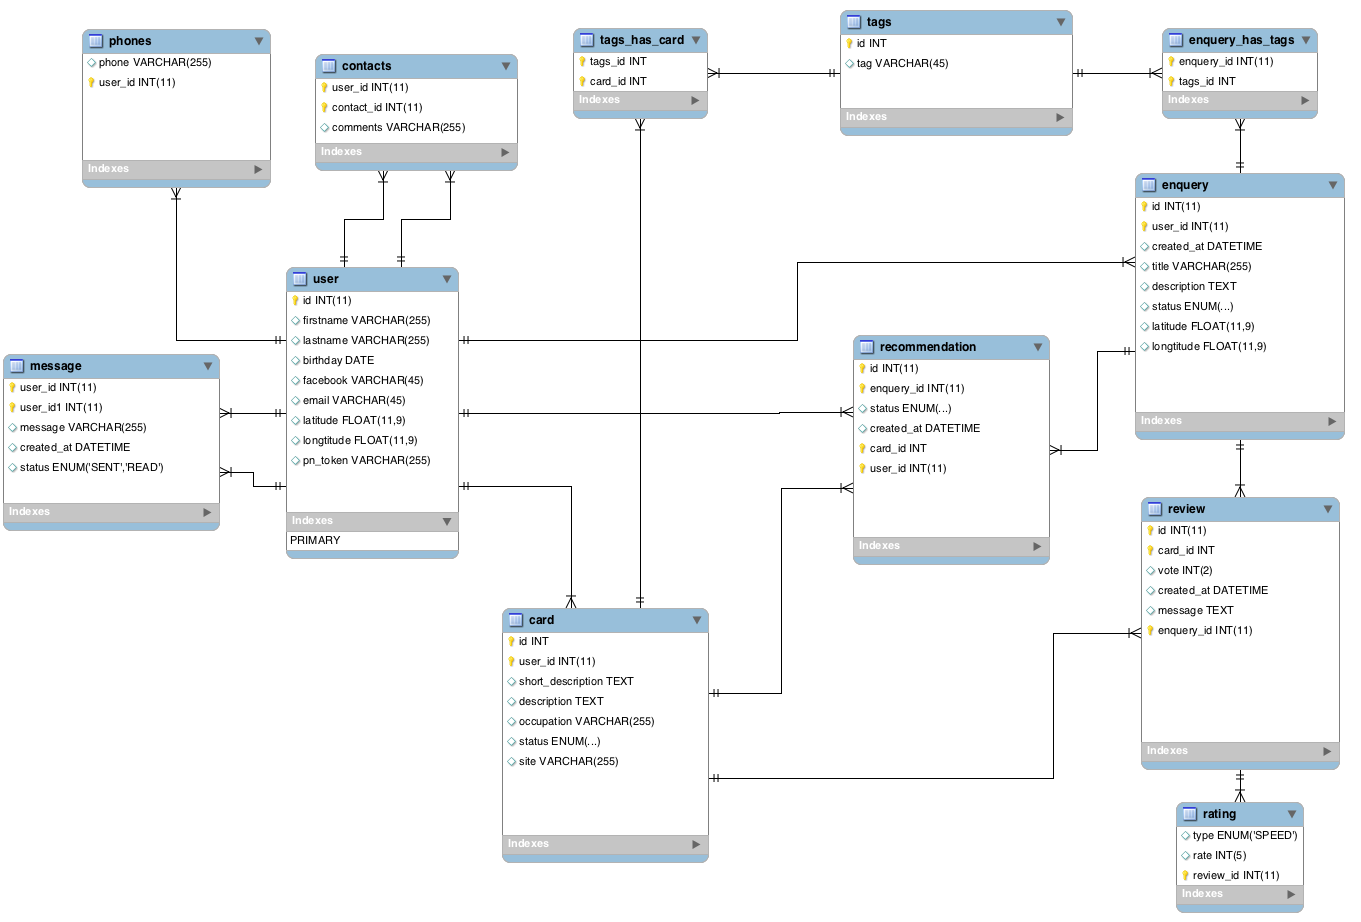 phones
phone VARCHAR(255)
user_id INT(11)
Indexes
contacts
user_id INT(11)
contact_id INT(11)
comments VARCHAR(255)
Indexes
tags_has_card
tags_id INT
card_id INT
Indexes
tags
id INT
tag VARCHAR(45)
Indexes
enquery_has_tags
enquery_id INT(11)
tags_id INT
Indexes
enquery
id INT(11)
user_id INT(11)
created_at DATETIME
title VARCHAR(255)
description TEXT
status ENUM(...)
latitude FLOAT(11,9)
longtitude FLOAT(11,9)
Indexes
user
id INT(11)
firstname VARCHAR(255)
lastname VARCHAR(255)
birthday DATE
facebook VARCHAR(45)
email VARCHAR(45)
latitude FLOAT(11,9)
longtitude FLOAT(11,9)
pn_token VARCHAR(255)
Indexes
PRIMARY
message
user_id INT(11)
user_id1 INT(11)
message VARCHAR(255)
created_at DATETIME
status ENUM('SENT','READ')
Indexes
recommendation
id INT(11)
enquery_id INT(11)
status ENUM(...)
created_at DATETIME
card_id INT
user_id INT(11)
Indexes
review
id INT(11)
card_id INT
vote INT(2)
created_at DATETIME
message TEXT
enquery_id INT(11)
Indexes
card
id INT
user_id INT(11)
short_description TEXT
description TEXT
occupation VARCHAR(255)
status ENUM(...)
site VARCHAR(255)
Indexes
rating
type ENUM('SPEED')
rate INT(5)
review_id INT(11)
Indexes